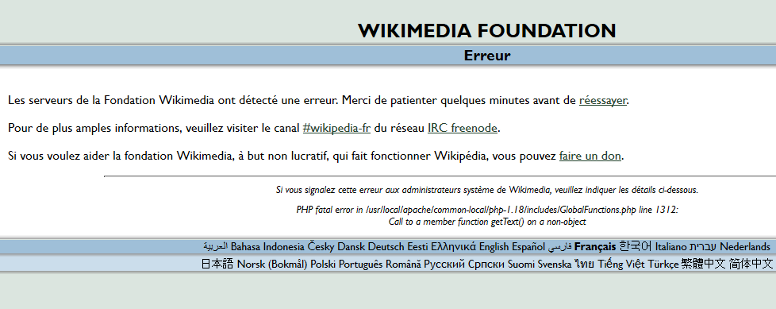 WIKIMEDIA FOUNDATION
Erreur
Les serveurs de la Fondation Wikimedia ont détecté une erreur. Merci de patienter quelques minutes avant de réessayer.
Pour de plus amples informations, veuillez visiter le canal #wikipedia-fr du réseau IRC freenode.
Si vous voulez aider la fondation Wikimedia, à but non lucratif, qui fait fonctionner Wikipédia, vous pouvez faire un don.
Si vous signalez cette erreur aux administrateurs système de Wikimedia, veuillez indiquer les détails ci-dessous.
PHP fatal error in /usr/local/apache/common-local/php-1.18/includes/GlobalFunctions.php line 1312:
Call to a member function getText() on a non-object
العربية Bahasa Indonesia Česky Dansk Deutsch Eesti Ελληνικά English Español فارسی Français 한국어 Italiano עברית Nederlands
日本語 Norsk (Bokmål) Polski Português Română Русский Српски Suomi Svenska ไทย Tiếng Việt Türkçe 繁體中文 简体中文